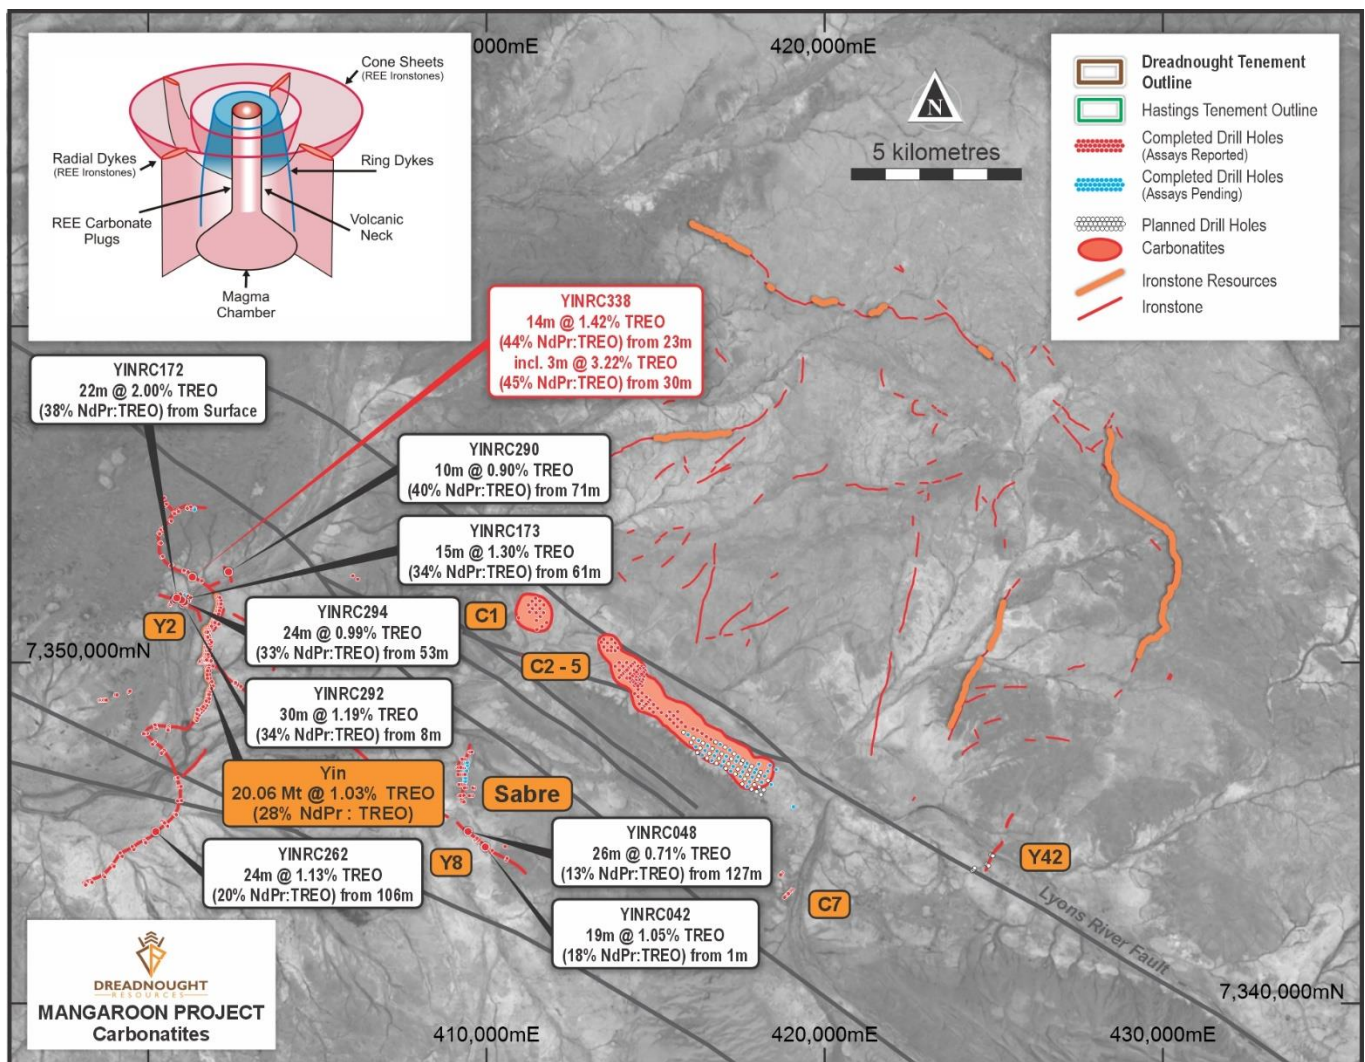 000mE
420,000mE
Cone Sheets
(REE Ironstones)
Radial Dykes
(REE Ironstones)
Ring Dykes
REE Carbonate
Plugs
Volcanic
Neck
Magma
Chamber
N
5 kilometres
Dreadnought Tenement
Outline
Hastings Tenement Outline
Completed Drill Holes
(Assays Reported)
Completed Drill Holes
(Assays Pending)
Planned Drill Holes
Carbonatites
Ironstone Resources
Ironstone
YINRC338
14m @ 1.42% TREO
(44% NdPr:TREO) from 23m
incl. 3m @ 3.22% TREO
(45% NdPr:TREO) from 30m
YINRC172
22m @ 2.00% TREO
(38% NdPr:TREO) from Surface
YINRC290
10m @ 0.90% TREO
(40% NdPr:TREO) from 71m
YINRC173
15m @ 1.30% TREO
(34% NdPr:TREO) from 61m
Y2
YINRC294
24m @ 0.99% TREO
(33% NdPr:TREO) from 53m
C1
C2 - 5
7,350,000mN
YINRC292
30m @ 1.19% TREO
(34% NdPr:TREO) from 8m
Yin
20.06 Mt @ 1.03% TREO
(28% NdPr : TREO)
Sabre
YINRC262
24m @ 1.13% TREO
(20% NdPr:TREO) from 106m
Y8
YINRC048
26m @ 0.71% TREO
(13% NdPr:TREO) from 127m
Y42
C7
YINRC042
19m @ 1.05% TREO
(18% NdPr:TREO) from 1m
Lyons River Fault
DREADNOUGHT
RESOURCES
MANGAROON PROJECT
Carbonatites
7,340,000mN
410,000mE
420,000mE
430,000mE